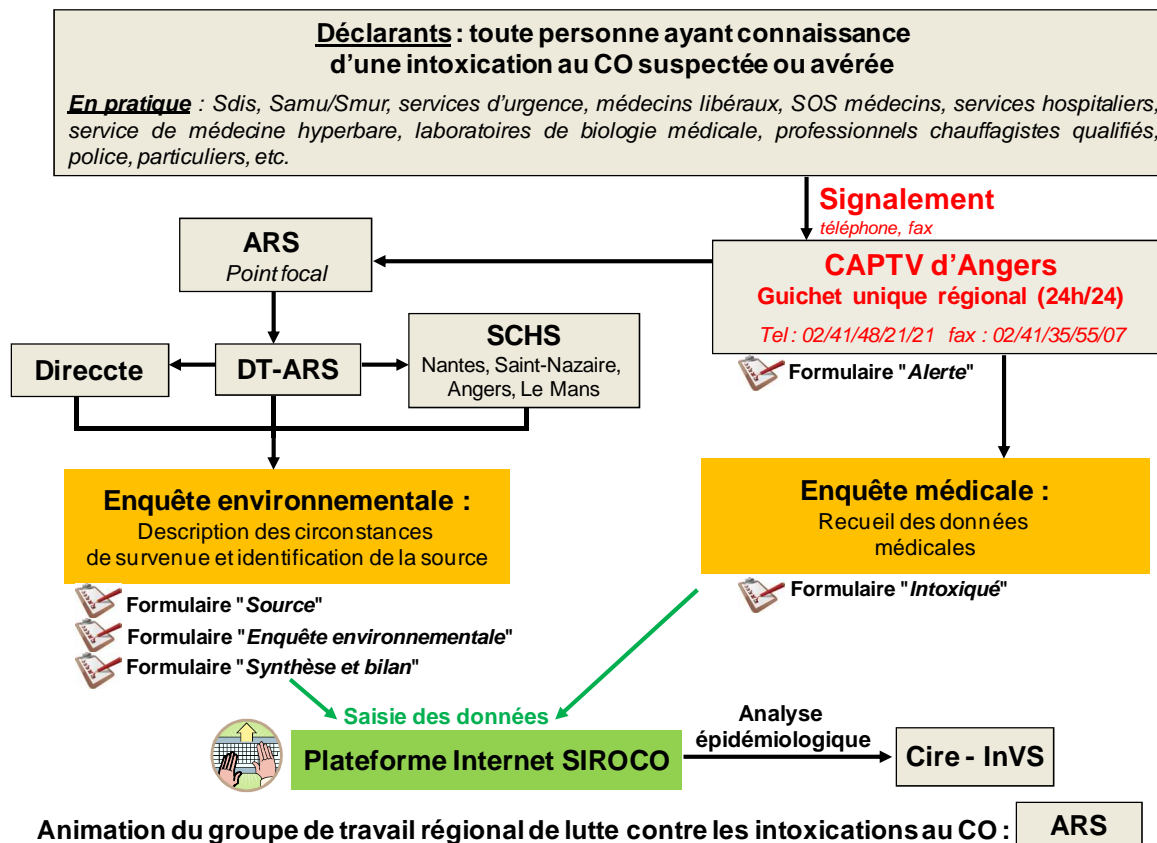 Déclarants : toute personne ayant connaissance
d'une intoxication au CO suspectée ou avérée
En pratique : Sdis, Samu/Smur, services d'urgence, médecins libéraux, SOS médecins, services hospitaliers,
service de médecine hyperbare, laboratoires de biologie médicale, professionnels chauffagistes qualifiés,
police, particuliers, etc.
Signalement
téléphone, fax
ARS
Point focal
CAPTV d'Angers
Guichet unique régional (24h/24)
Tel : 02/41/48/21/21 fax : 02/41/35/55/07
Formulaire "Alerte"
Direccte
DT-ARS
SCHS
Nantes, Saint-Nazaire,
Angers, Le Mans
Enquête environnementale :
Description des circonstances
de survenue et identification de la source
Enquête médicale :
Recueil des données
médicales
Formulaire "Source"
Formulaire "Enquête environnementale"
Formulaire "Synthèse et bilan"
Formulaire "Intoxiqué"
Saisie des données
Plateforme Internet SIROCO
Analyse
épidémiologique
Cire - InVS
Animation du groupe de travail régional de lutte contre les intoxications au CO : ARS